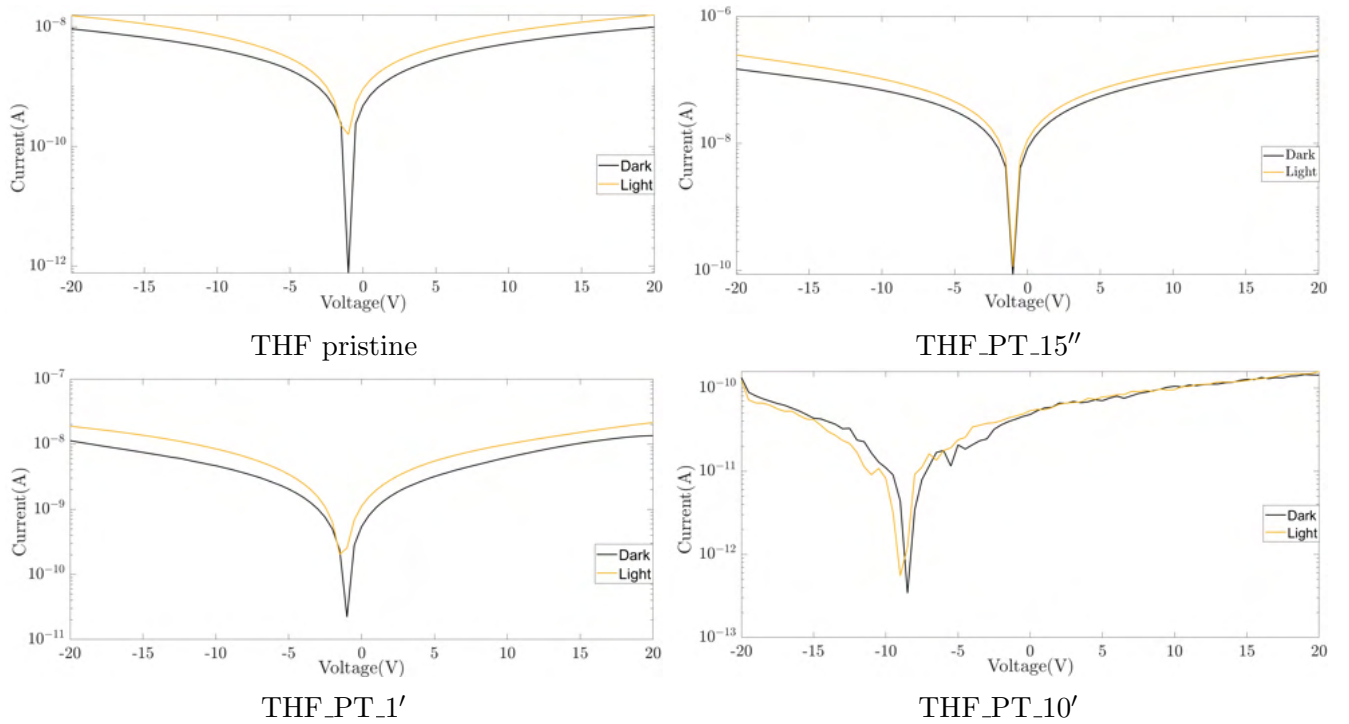 10^-8
10^-10
10^-12
Current(A)
-20 -15 -10 -5 0 5 10 15 20
Voltage(V)
Dark
Light
THF pristine
10^-6
10^-8
10^-10
Current(A)
-20 -15 -10 -5 0 5 10 15 20
Voltage(V)
Dark
Light
THF_PT_15″
10^-7
10^-8
10^-9
10^-10
10^-11
Current(A)
-20 -15 -10 -5 0 5 10 15 20
Voltage(V)
Dark
Light
THF_PT_1′
10^-10
10^-11
10^-12
10^-13
Current(A)
-20 -15 -10 -5 0 5 10 15 20
Voltage(V)
Dark
Light
THF_PT_10′